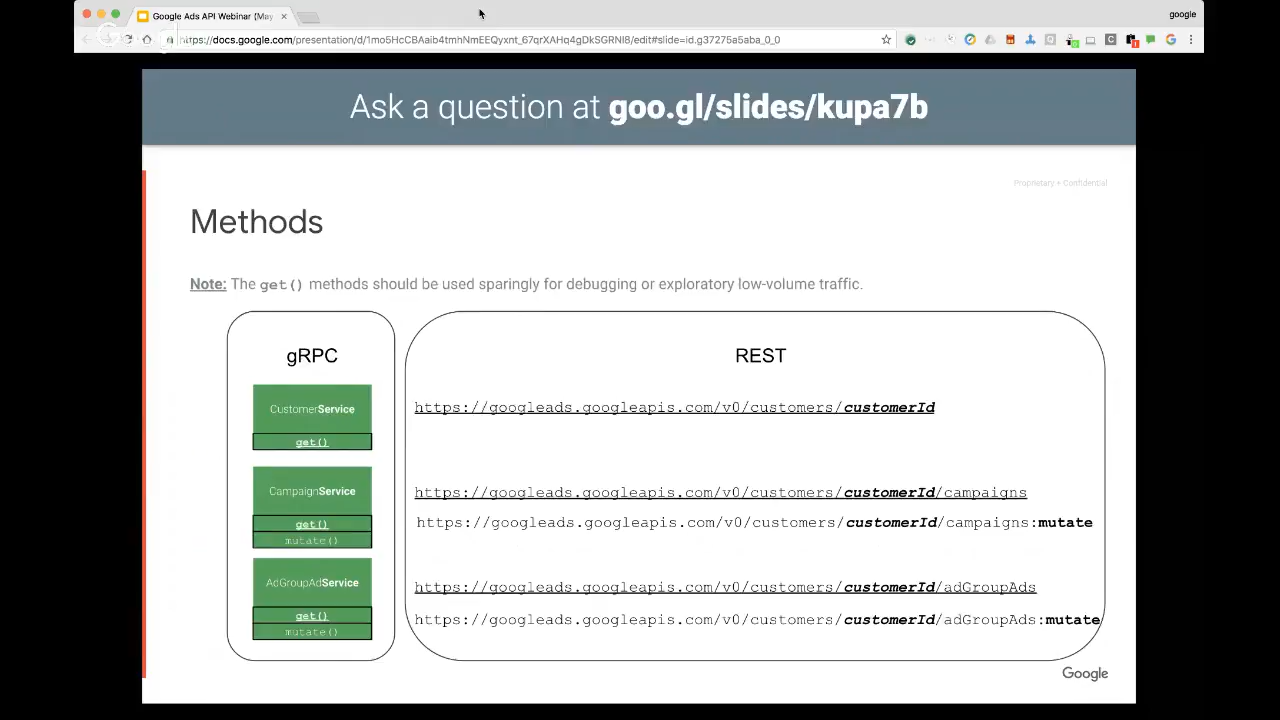 Google Ads API Webinar (May
google
https://docs.google.com/presentation/d/1mo5HcCBAaib4tmhNmEEQyxnt_67qrXAHq4gDkSGRNI8/edit#slide=id.g37275a5aba_0_0
Ask a question at goo.gl/slides/kupa7b
Proprietary + Confidential
Methods
Note: The get() methods should be used sparingly for debugging or exploratory low-volume traffic.
gRPC
REST
CustomerService
https://googleads.googleapis.com/v0/customers/customerId
get()
CampaignService
https://googleads.googleapis.com/v0/customers/customerId/campaigns
get()
https://googleads.googleapis.com/v0/customers/customerId/campaigns:mutate
mutate()
AdGroupAdService
https://googleads.googleapis.com/v0/customers/customerId/adGroupAds
get()
https://googleads.googleapis.com/v0/customers/customerId/adGroupAds:mutate
mutate()
Google